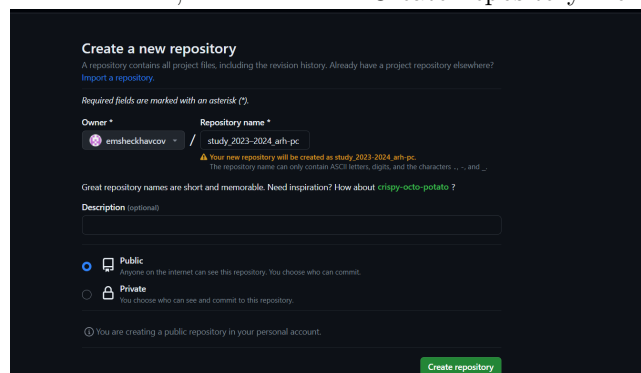 Create a new repository
A repository contains all project files, including the revision history. Already have a project repository elsewhere?
Import a repository.
Required fields are marked with an asterisk (*).
Owner * Repository name *
emsheckhavcov / study_2023–2024_arh-pc
Your new repository will be created as study_2023-2024_arh-pc.
The repository name can only contain ASCII letters, digits, and the characters ., -, and _.
Great repository names are short and memorable. Need inspiration? How about crispy-octo-potato ?
Description (optional)
Public
Anyone on the internet can see this repository. You choose who can commit.
Private
You choose who can see and commit to this repository.
You are creating a public repository in your personal account.
Create repository